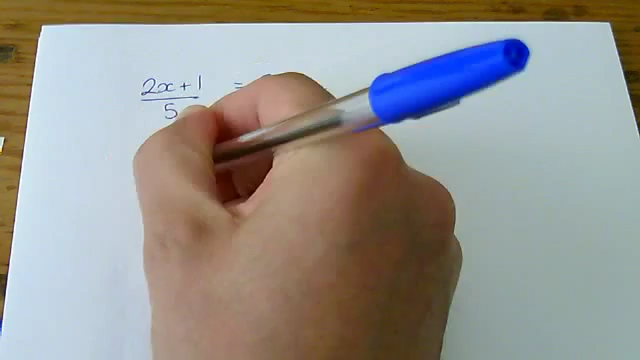 2x + 1 =
5